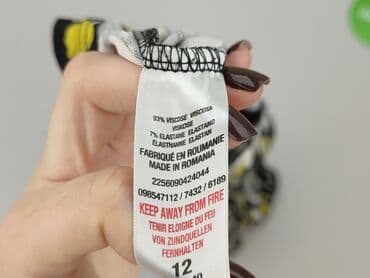 93% VISCOSE VISCOSA
VISKOSE
7% ELASTANE ELASTANO
ÉLASTHANNE ELASTAN
FABRIQUÉ EN ROUMANIE
MADE IN ROMANIA
2256090424044
098547112 / 7432 / 6189
KEEP AWAY FROM FIRE
TENIR ELOIGNE DU FEU
VON ZUNDQUELLEN
FERNHALTEN
12